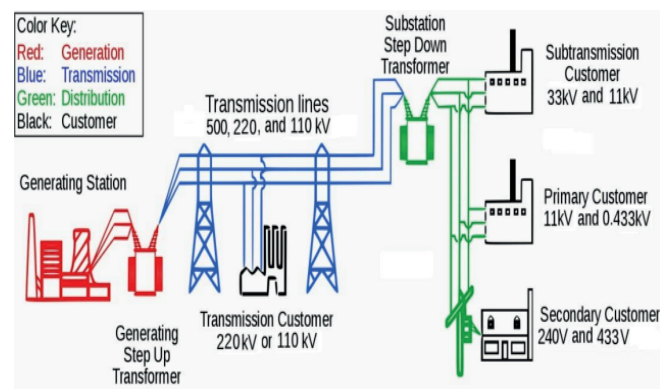 Color Key:
Red: Generation
Blue: Transmission
Green: Distribution
Black: Customer
Substation
Step Down
Transformer
Subtransmission
Customer
33kV and 11kV
Transmission lines
500, 220, and 110 kV
Generating Station
Primary Customer
11kV and 0.433kV
Transmission Customer
220kV or 110kV
Generating
Step Up
Transformer
Secondary Customer
240V and 433V